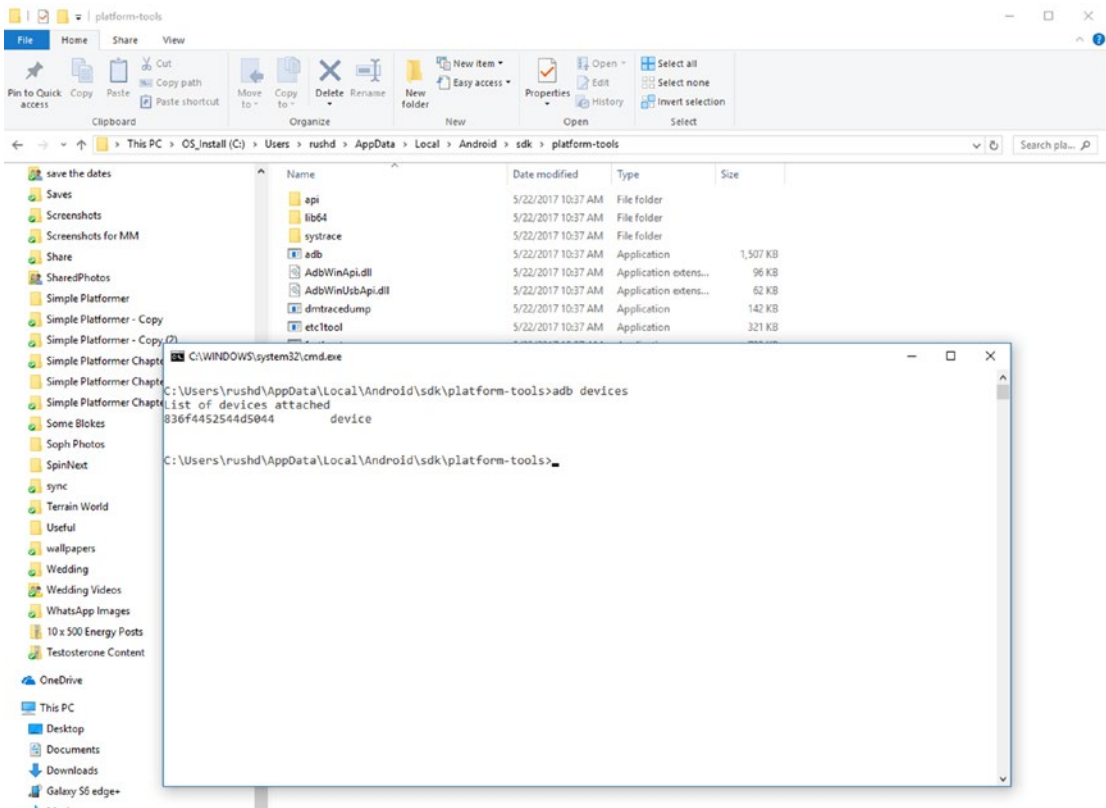 platform-tools
File Home Share View
Pin to Quick access
Copy
Paste
Cut
Copy path
Paste shortcut
Clipboard
Move to
Copy to
Delete
Rename
Organize
New folder
New item
Easy access
New
Properties
Open
Edit
History
Open
Select all
Select none
Invert selection
Select
This PC > OS_Install (C:) > Users > rushd > AppData > Local > Android > sdk > platform-tools
Search pla...
save the dates
Saves
Screenshots
Screenshots for MM
Share
SharedPhotos
Simple Platformer
Simple Platformer - Copy
Simple Platformer - Copy (2)
Simple Platformer Chapte
Simple Platformer Chapte
Simple Platformer Chapte
Some Blokes
Soph Photos
SpinNext
sync
Terrain World
Useful
wallpapers
Wedding
Wedding Videos
WhatsApp Images
10 x 500 Energy Posts
Testosterone Content
OneDrive
This PC
Desktop
Documents
Downloads
Galaxy S6 edge+
Name Date modified Type Size
api 5/22/2017 10:37 AM File folder
lib64 5/22/2017 10:37 AM File folder
systrace 5/22/2017 10:37 AM File folder
adb 5/22/2017 10:37 AM Application 1,507 KB
AdbWinApi.dll 5/22/2017 10:37 AM Application extens... 96 KB
AdbWinUsbApi.dll 5/22/2017 10:37 AM Application extens... 62 KB
dmtracedump 5/22/2017 10:37 AM Application 142 KB
etc1tool 5/22/2017 10:37 AM Application 321 KB
C:\WINDOWS\system32\cmd.exe
C:\Users\rushd\AppData\Local\Android\sdk\platform-tools>adb devices
List of devices attached
836f4452544d5044 device
C:\Users\rushd\AppData\Local\Android\sdk\platform-tools>